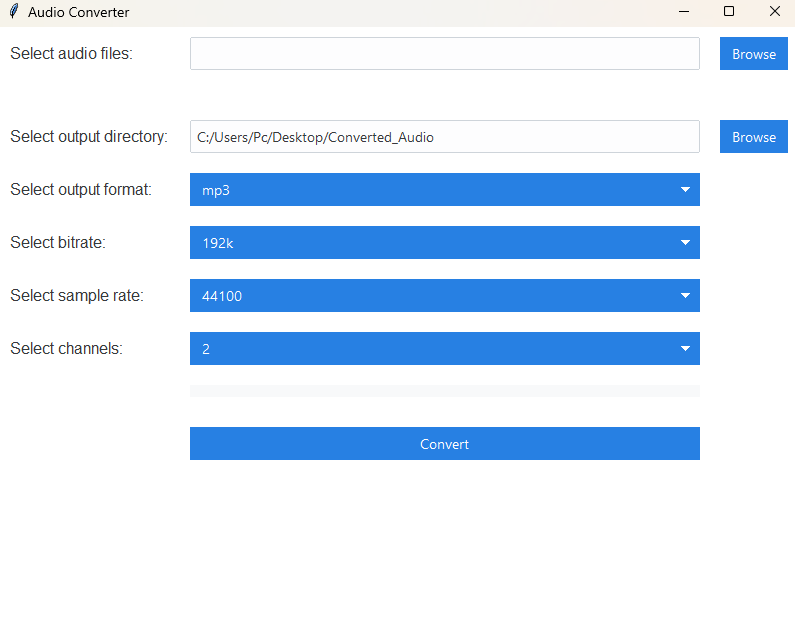 Audio Converter
Select audio files:
Browse
Select output directory:
C:/Users/Pc/Desktop/Converted_Audio
Browse
Select output format:
mp3
Select bitrate:
192k
Select sample rate:
44100
Select channels:
2
Convert